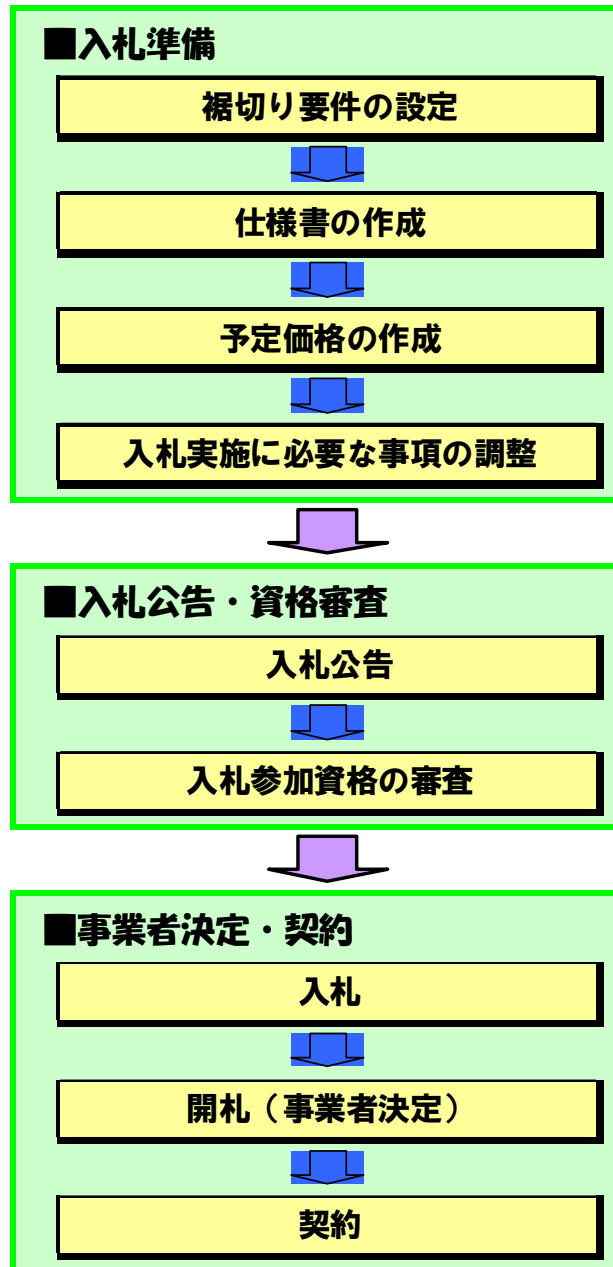 ■入札準備
裾切り要件の設定
仕様書の作成
予定価格の作成
入札実施に必要な事項の調整
■入札公告・資格審査
入札公告
入札参加資格の審査
■事業者決定・契約
入札
開札（事業者決定）
契約